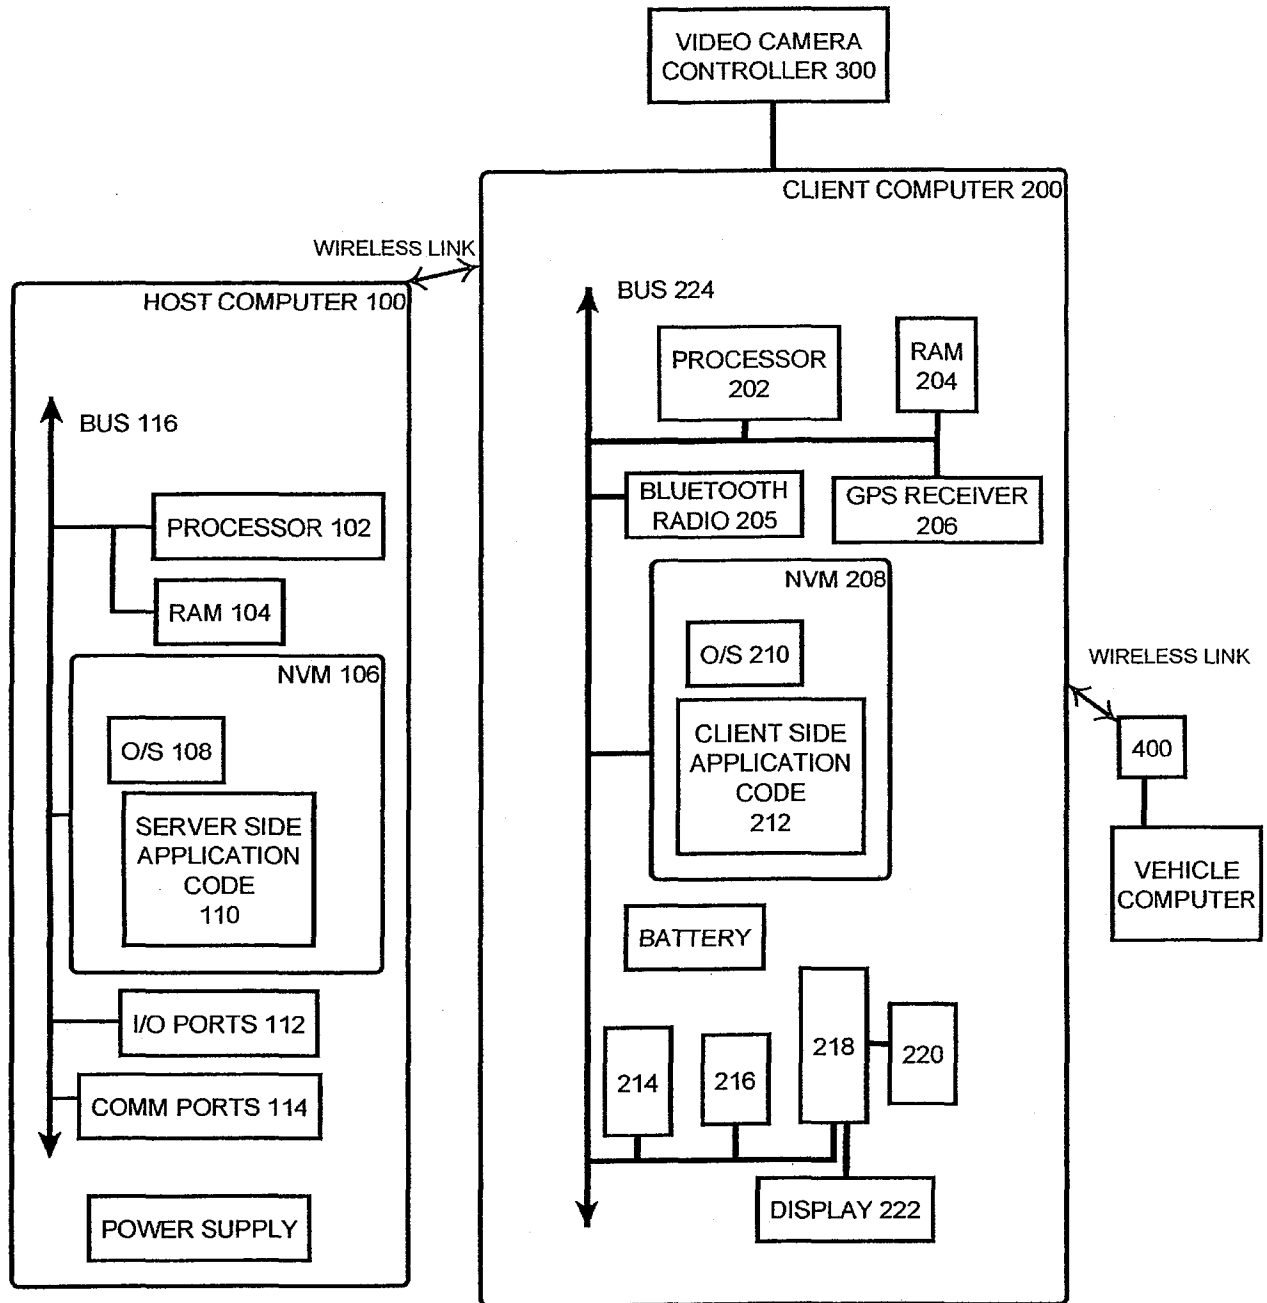 VIDEO CAMERA
CONTROLLER 300
CLIENT COMPUTER 200
WIRELESS LINK
HOST COMPUTER 100
BUS 116
PROCESSOR 102
RAM 104
NVM 106
O/S 108
SERVER SIDE
APPLICATION
CODE
110
I/O PORTS 112
COMM PORTS 114
POWER SUPPLY
BUS 224
PROCESSOR
202
RAM
204
BLUETOOTH
RADIO 205
GPS RECEIVER
206
NVM 208
O/S 210
CLIENT SIDE
APPLICATION
CODE
212
BATTERY
214
216
218
220
DISPLAY 222
WIRELESS LINK
400
VEHICLE
COMPUTER